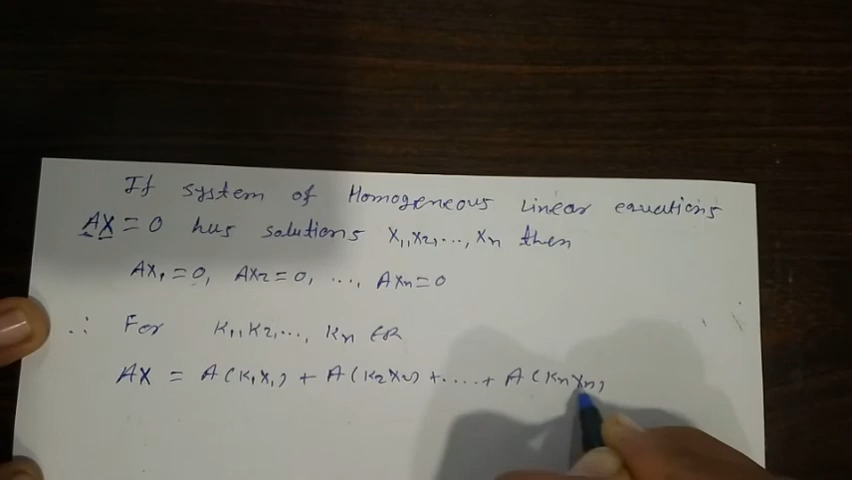 If system of Homogeneous Linear equations
AX = 0 has solutions X₁, X₂, ..., Xn then
AX₁ = 0, AX₂ = 0, ..., AXn = 0
∴ For K₁, K₂, ..., Kn ∈ R
AX = A(K₁X₁) + A(K₂X₂) + .... + A(KnXn)